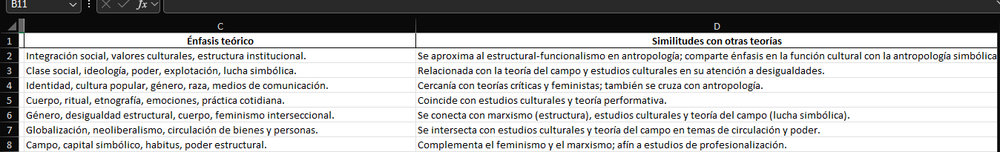 B11
fx
C D
1 Énfasis teórico Similitudes con otras teorías
2 Integración social, valores culturales, estructura institucional. Se aproxima al estructural-funcionalismo en antropología; comparte énfasis en la función cultural con la antropología simbólica
3 Clase social, ideología, poder, explotación, lucha simbólica. Relacionada con la teoría del campo y estudios culturales en su atención a desigualdades.
4 Identidad, cultura popular, género, raza, medios de comunicación. Cercanía con teorías críticas y feministas; también se cruza con antropología.
5 Cuerpo, ritual, etnografía, emociones, práctica cotidiana. Coincide con estudios culturales y teoría performativa.
6 Género, desigualdad estructural, cuerpo, feminismo interseccional. Se conecta con marxismo (estructura), estudios culturales y teoría del campo (lucha simbólica).
7 Globalización, neoliberalismo, circulación de bienes y personas. Se intersecta con estudios culturales y teoría del campo en temas de circulación y poder.
8 Campo, capital simbólico, habitus, poder estructural. Complementa el feminismo y el marxismo; afín a estudios de profesionalización.